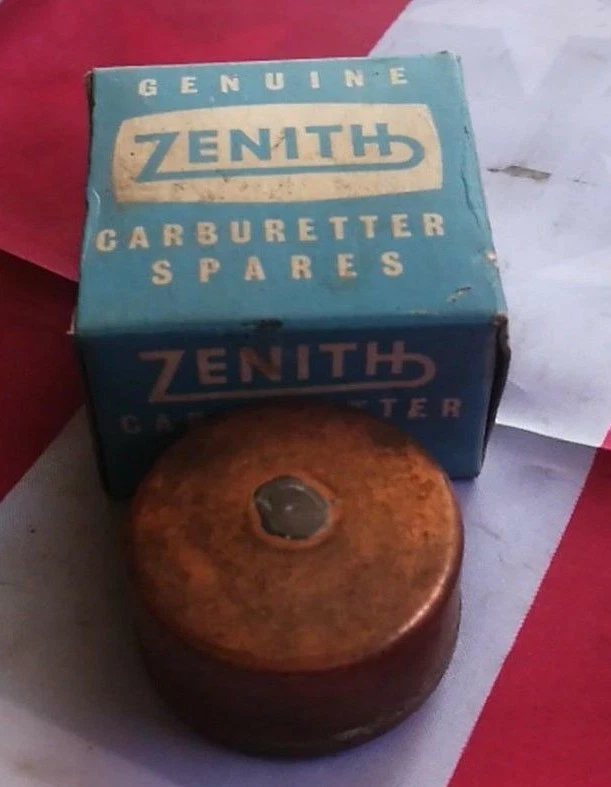 GENUINE
ZENITH
CARBURETTER
SPARES
ZENITH